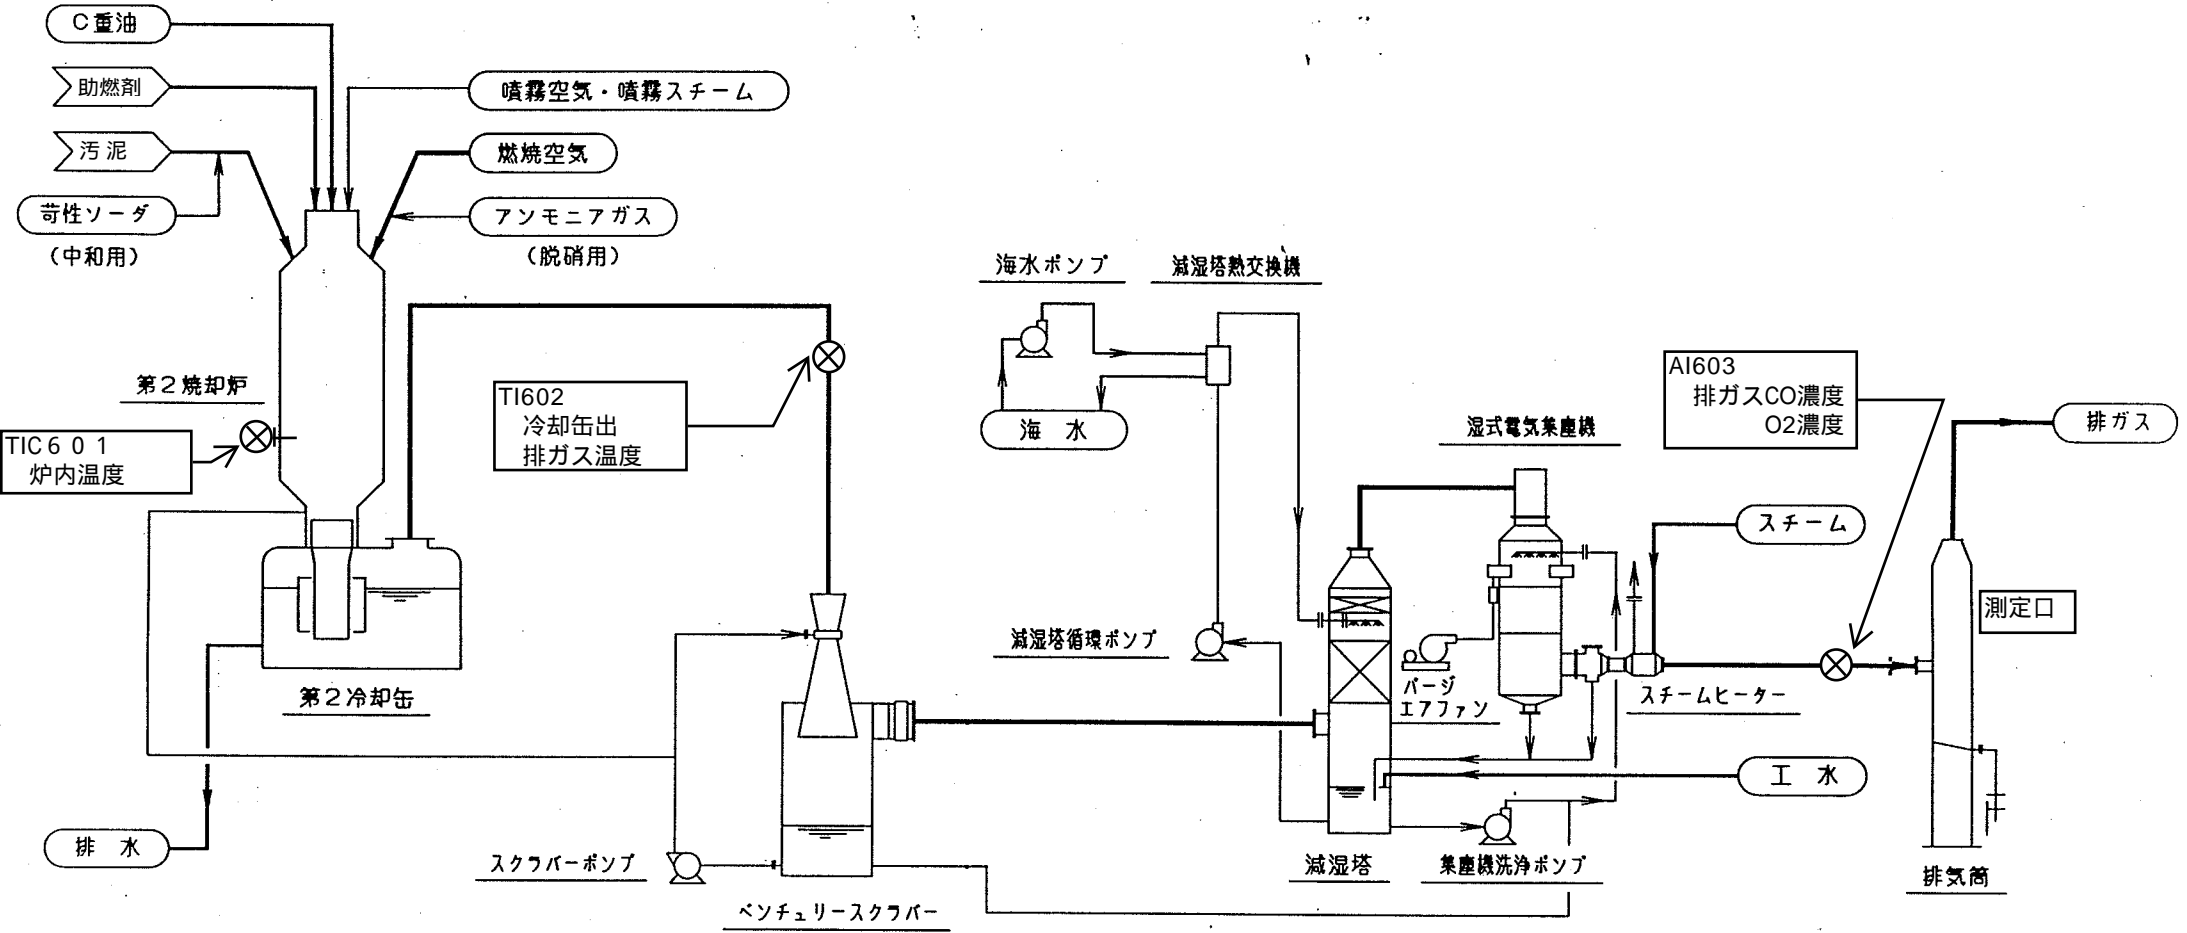 C重油
助燃剤
噴霧空気・噴霧スチーム
汚泥
燃焼空気
苛性ソーダ
(中和用)
アンモニアガス
(脱硝用)
海水ポンプ
減湿塔熱交換機
第2焼却炉
TIC601
炉内温度
TI602
冷却缶出
排ガス温度
海水
湿式電気集塵機
AI603
排ガスCO濃度
O2濃度
排ガス
スチーム
測定口
減湿塔循環ポンプ
パージ
エアファン
スチームヒーター
第2冷却缶
工水
排水
スクラバーポンプ
減湿塔
集塵機洗浄ポンプ
排気筒
ベンチュリースクラバー